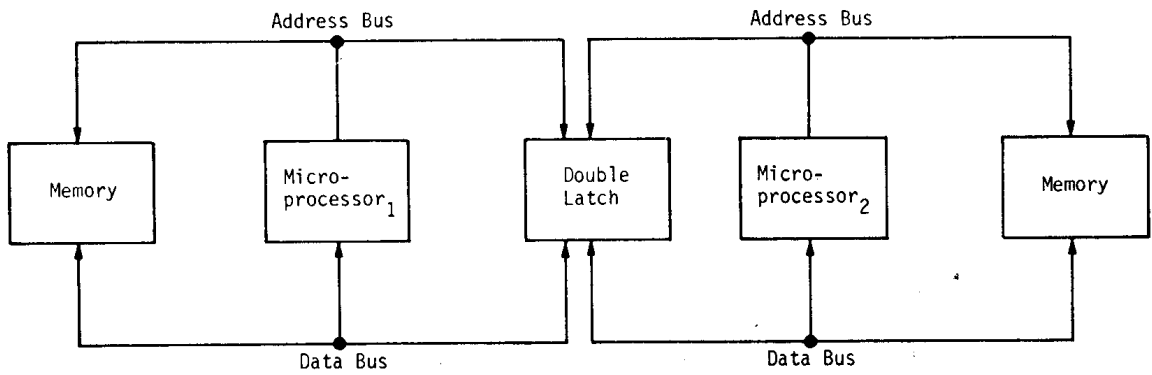 Address Bus
Address Bus
Memory
Micro-
processor1
Double
Latch
Micro-
processor2
Memory
Data Bus
Data Bus